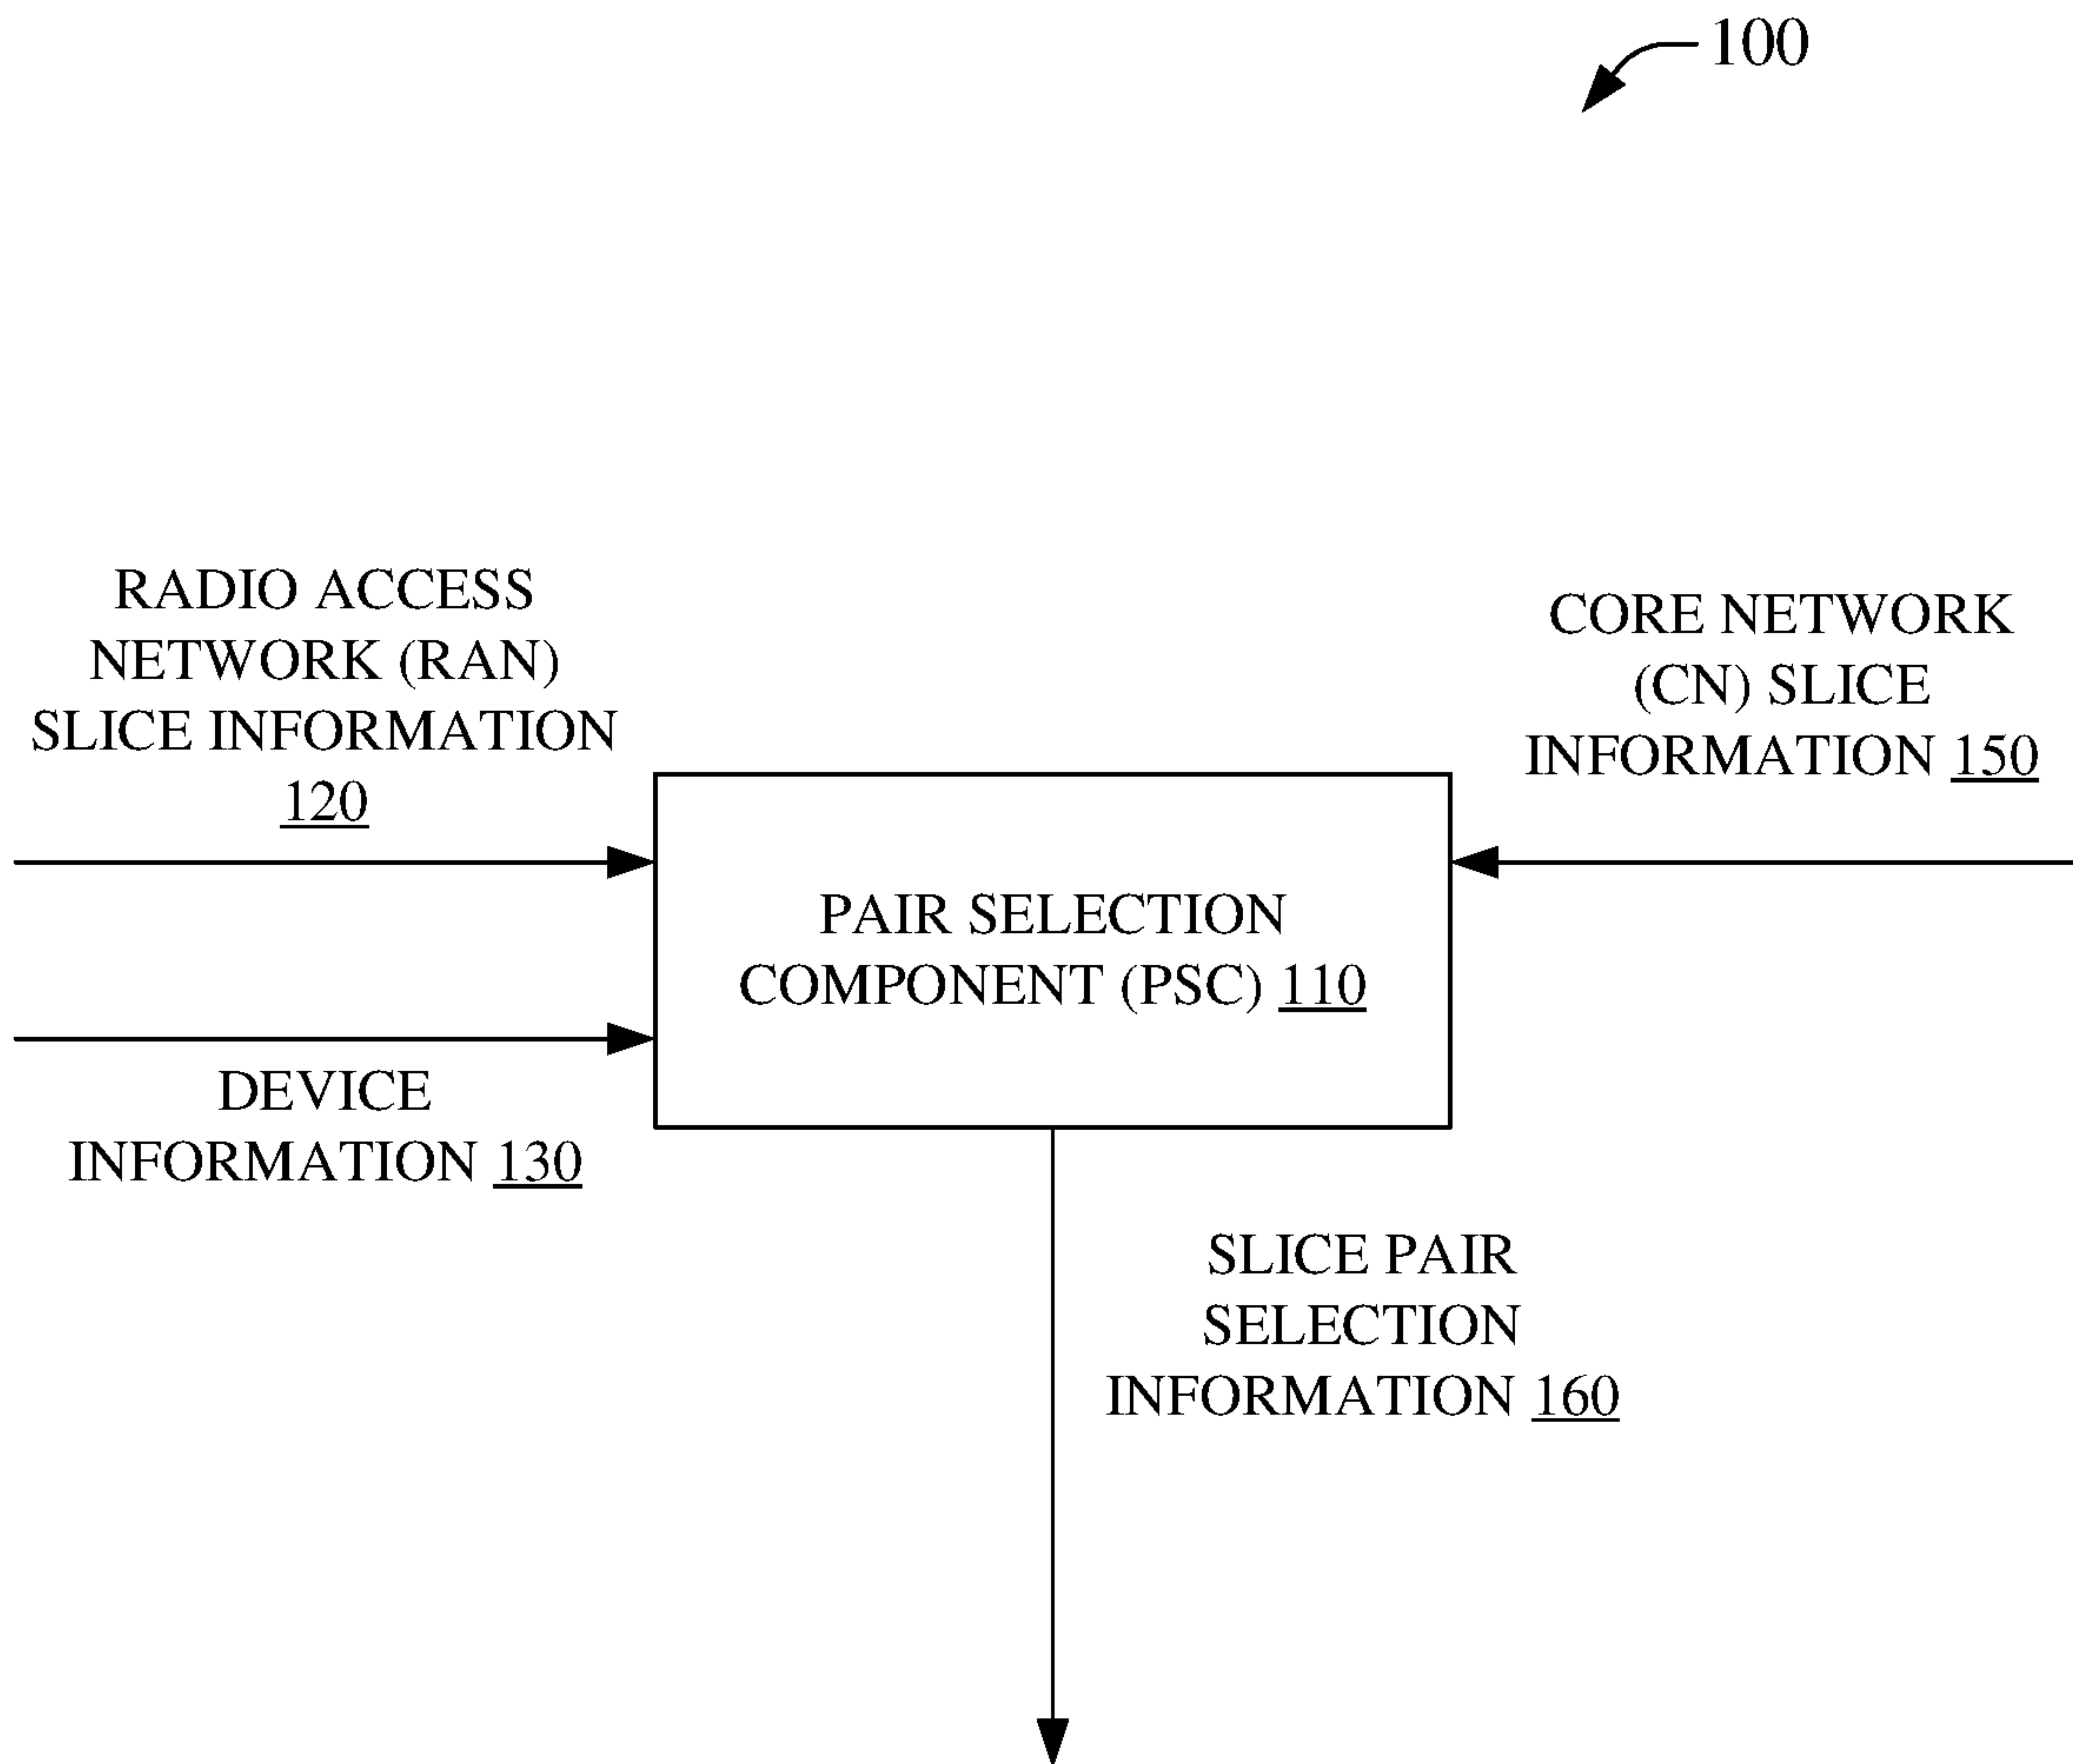 100
RADIO ACCESS
NETWORK (RAN)
SLICE INFORMATION
120
CORE NETWORK
(CN) SLICE
INFORMATION 150
PAIR SELECTION
COMPONENT (PSC) 110
DEVICE
INFORMATION 130
SLICE PAIR
SELECTION
INFORMATION 160